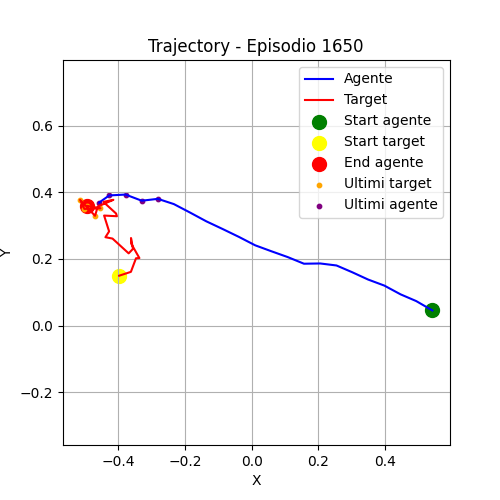 Trajectory - Episodio 1650
Agente
Target
Start agente
Start target
End agente
Ultimi target
Ultimi agente
0.6
0.4
0.2
0.0
−0.2
Y
−0.4
−0.2
0.0
0.2
0.4
X